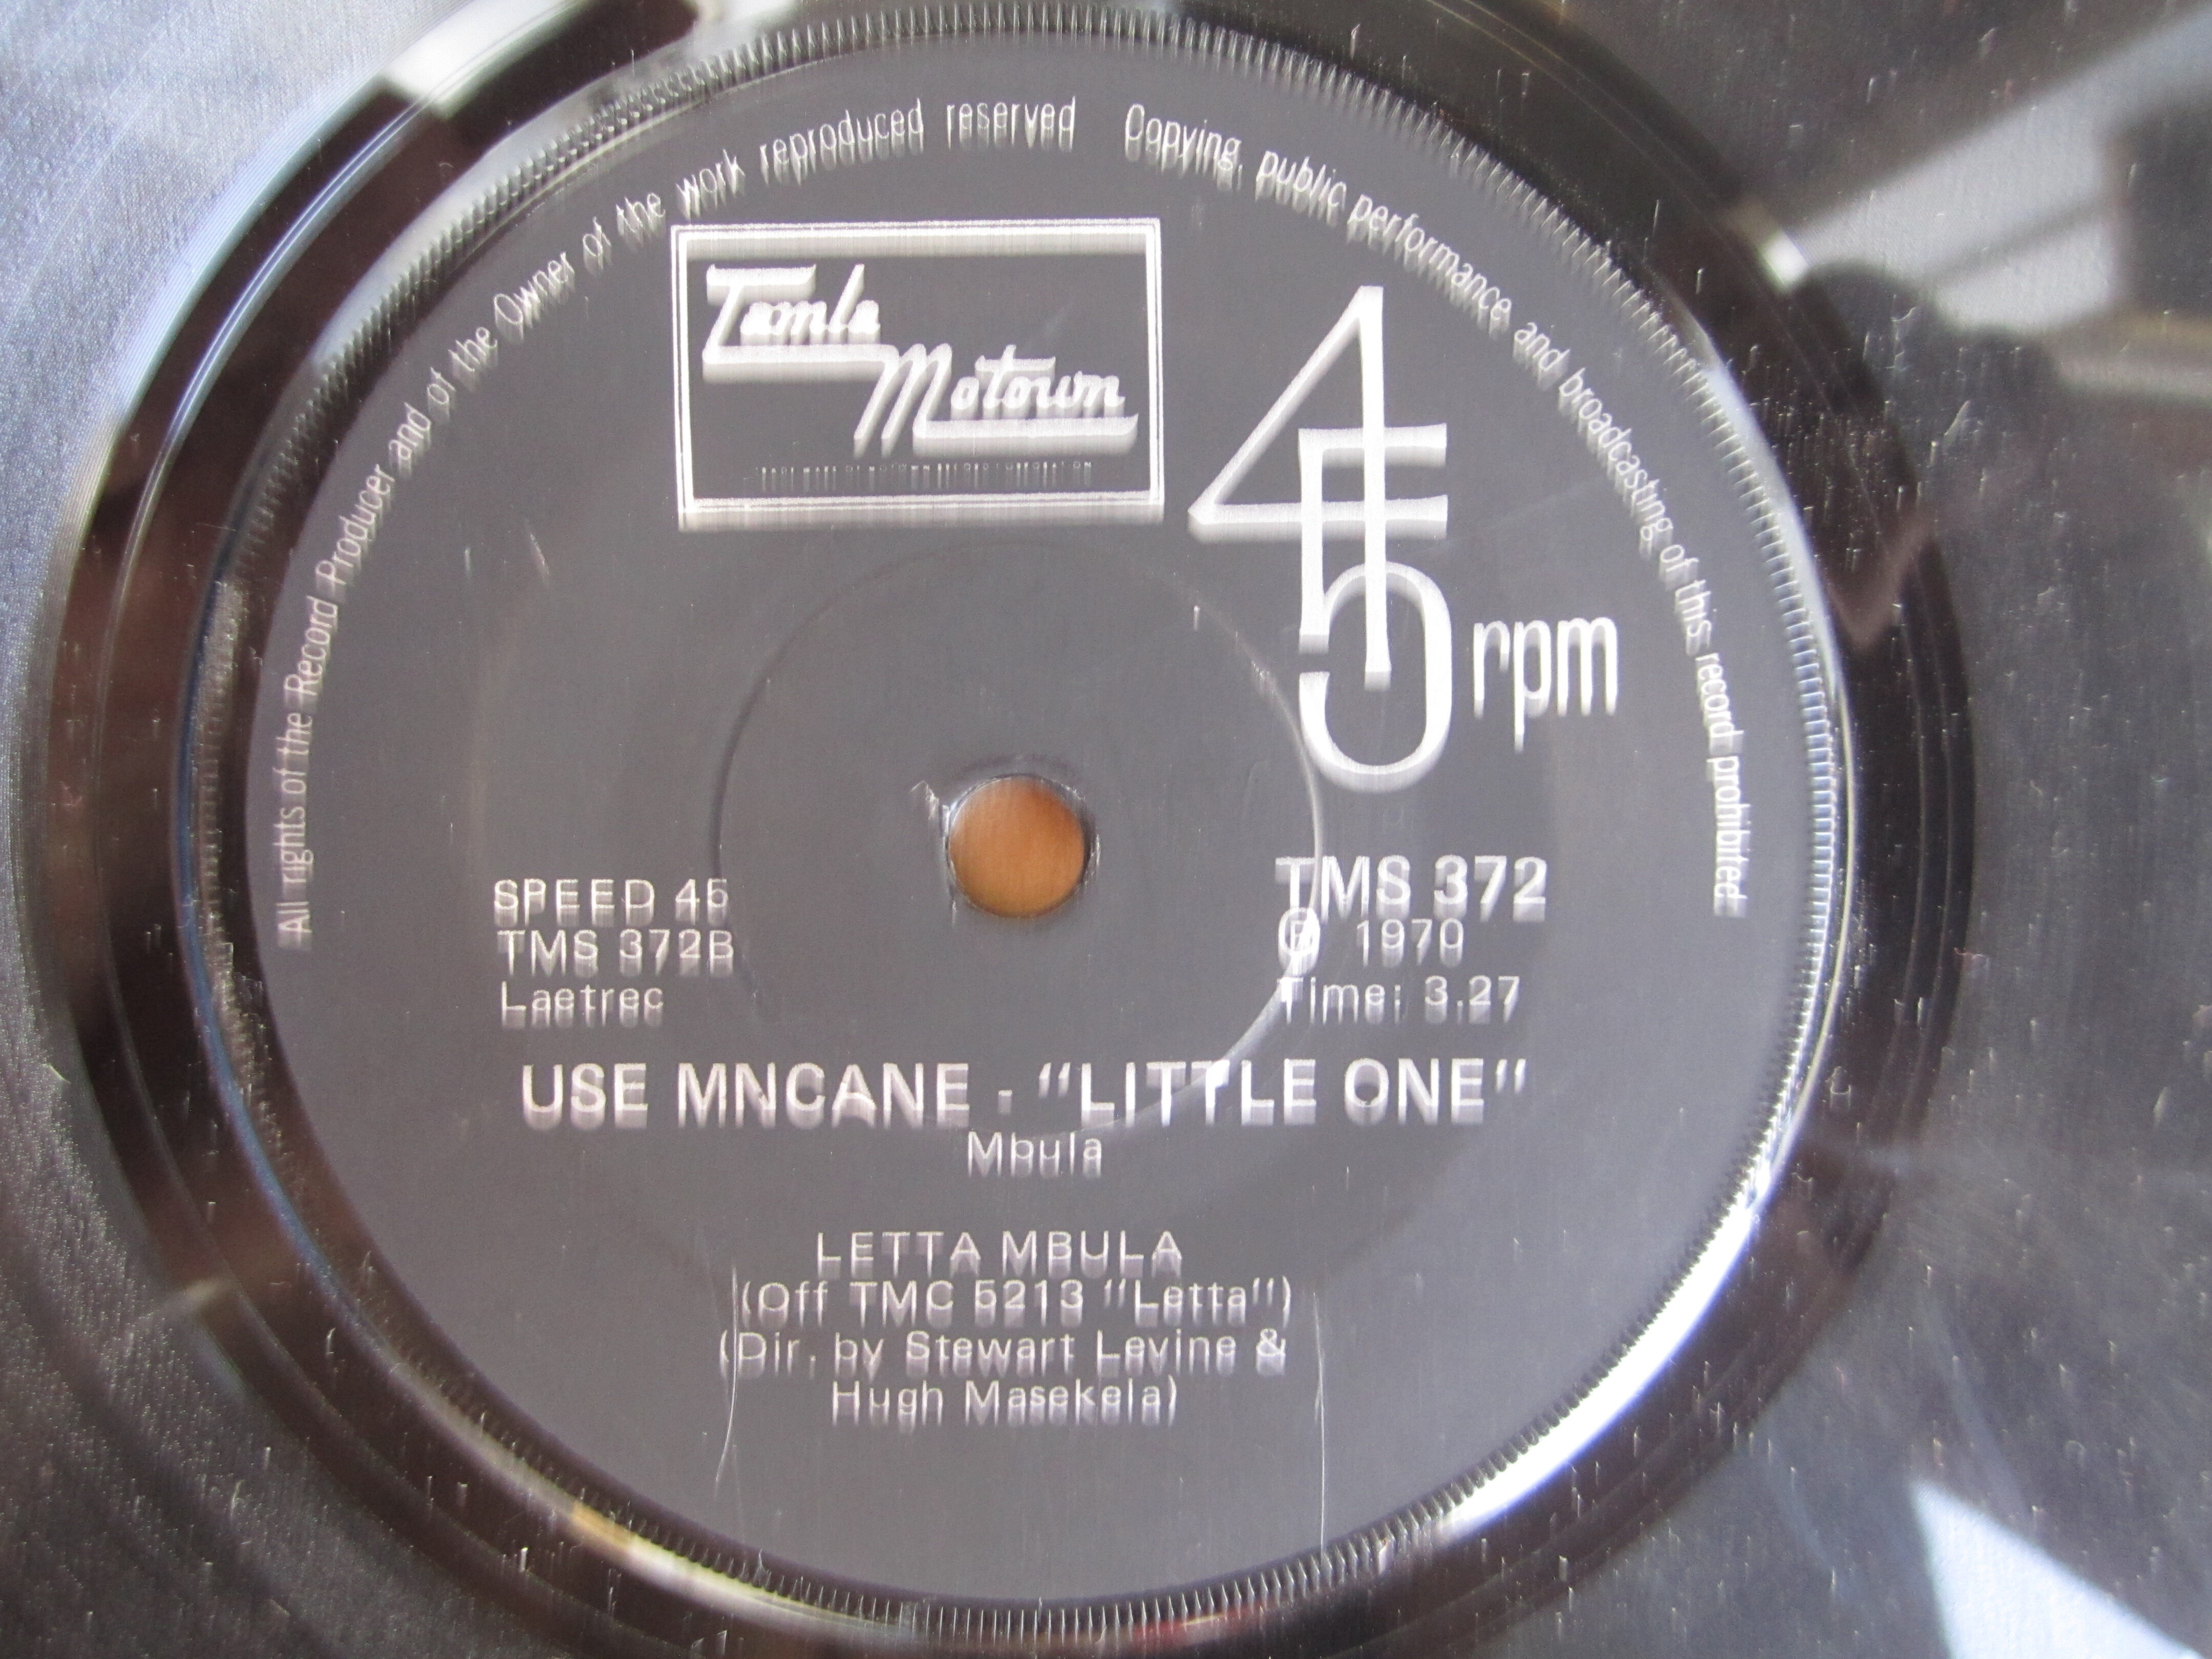 All rights of the Record Producer and of the Owner of the work reproduced reserved Copying, public performance and broadcasting of this record prohibited
Tamla
Motown
45 rpm
SPEED 45
TMS 372B
Laetrec
TMS 372
Ⓟ 1970
Time: 3.27
USE MNCANE - "LITTLE ONE"
Mbula
LETTA MBULA
(Off TMC 5213 "Letta")
(Dir. by Stewart Levine &
Hugh Masekela)